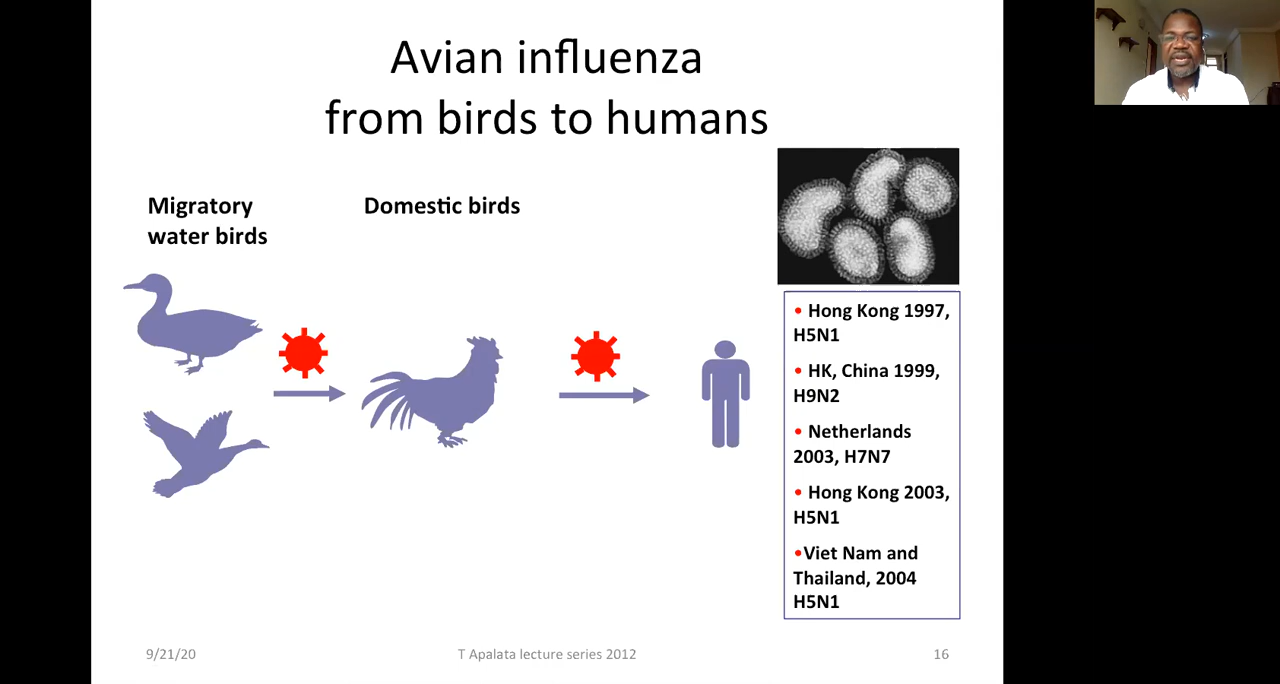 Avian influenza
from birds to humans
Migratory
water birds
Domestic birds
• Hong Kong 1997,
H5N1
• HK, China 1999,
H9N2
• Netherlands
2003, H7N7
• Hong Kong 2003,
H5N1
•Viet Nam and
Thailand, 2004
H5N1
9/21/20
T Apalata lecture series 2012
16